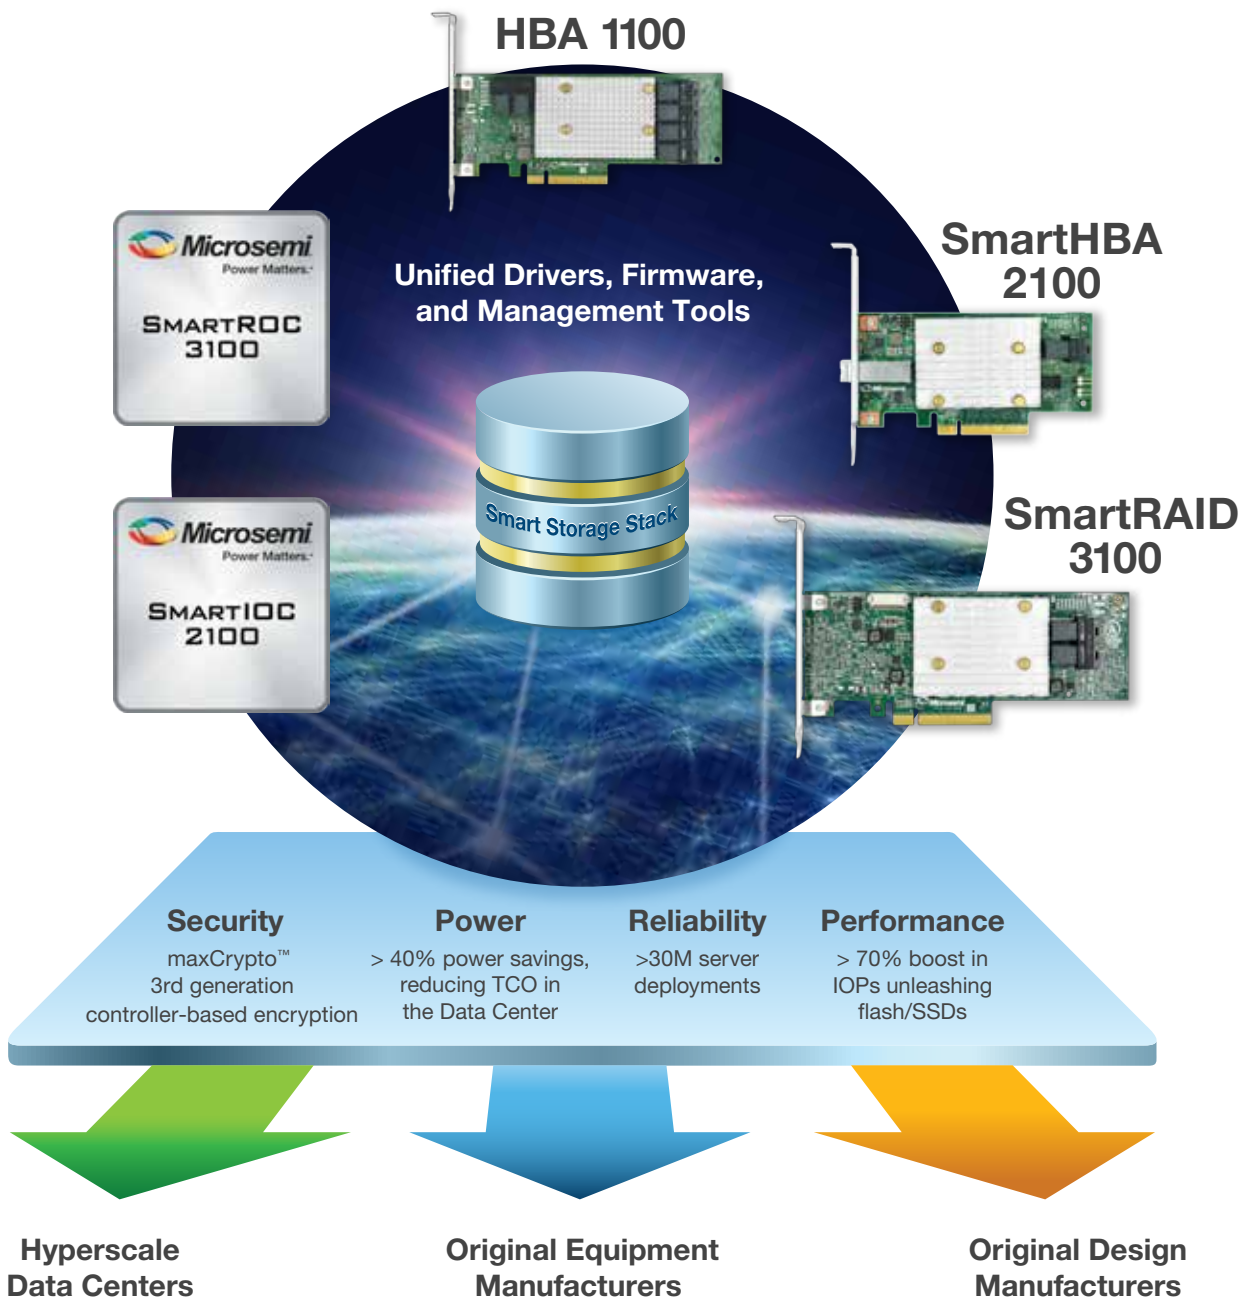 HBA 1100
Microsemi
Power Matters.™
SMARTROC
3100
Unified Drivers, Firmware,
and Management Tools
SmartHBA
2100
Smart Storage Stack
Microsemi
Power Matters.™
SMARTIOC
2100
SmartRAID
3100
Security
maxCrypto™
3rd generation
controller-based encryption
Power
> 40% power savings,
reducing TCO in
the Data Center
Reliability
>30M server
deployments
Performance
> 70% boost in
IOPs unleashing
flash/SSDs
Hyperscale
Data Centers
Original Equipment
Manufacturers
Original Design
Manufacturers